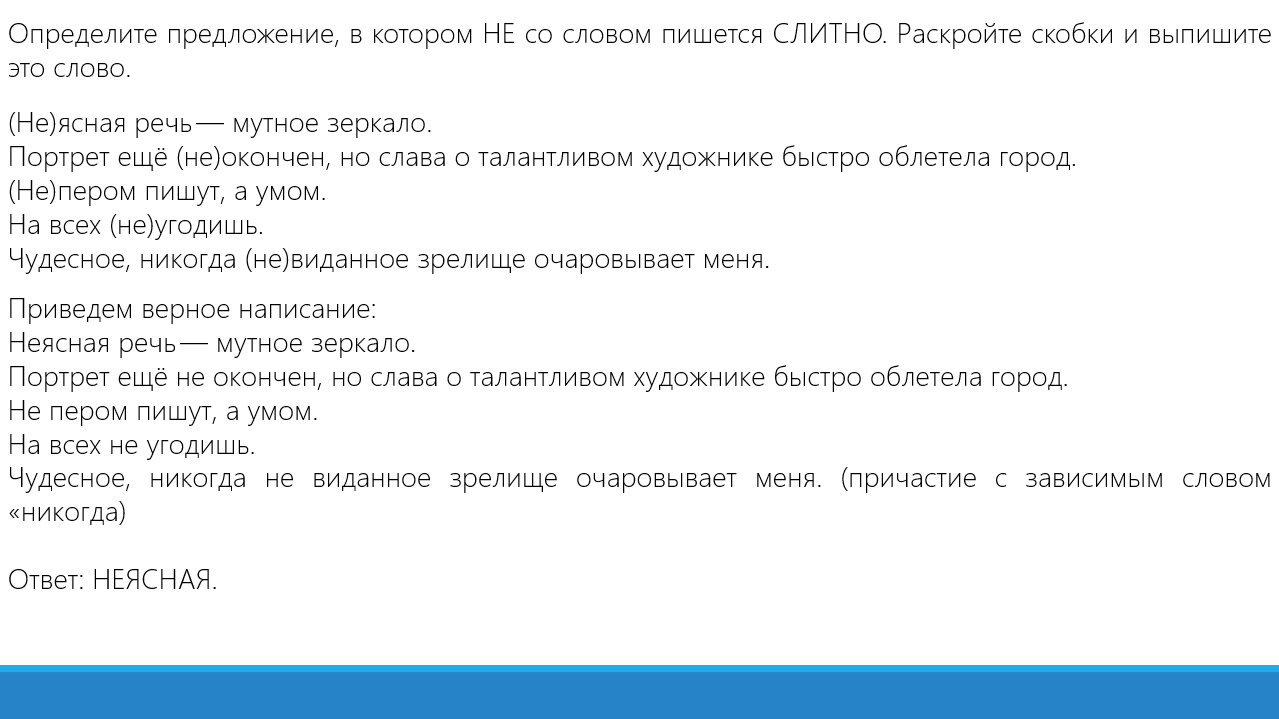 Определите предложение, в котором НЕ со словом пишется СЛИТНО. Раскройте скобки и выпишите
это слово.
(Не)ясная речь — мутное зеркало.
Портрет ещё (не)окончен, но слава о талантливом художнике быстро облетела город.
(Не)пером пишут, а умом.
На всех (не)угодишь.
Чудесное, никогда (не)виданное зрелище очаровывает меня.
Приведем верное написание:
Неясная речь — мутное зеркало.
Портрет ещё не окончен, но слава о талантливом художнике быстро облетела город.
Не пером пишут, а умом.
На всех не угодишь.
Чудесное, никогда не виданное зрелище очаровывает меня. (причастие с зависимым словом
«никогда)
Ответ: НЕЯСНАЯ.